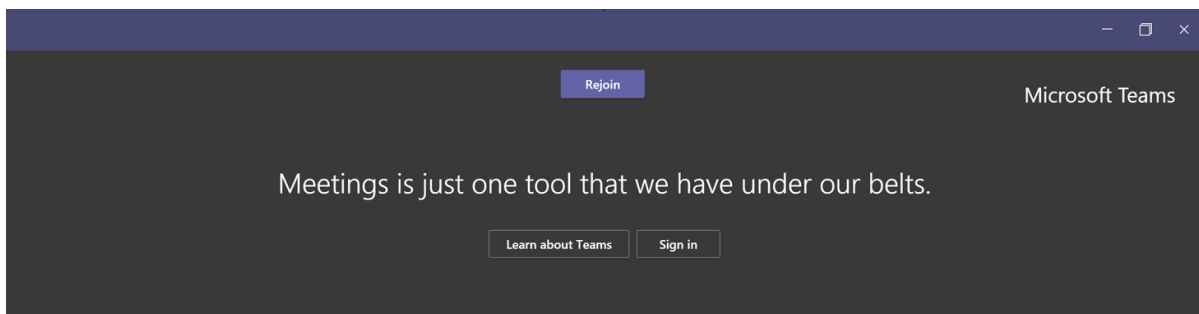 Rejoin
Microsoft Teams
Meetings is just one tool that we have under our belts.
Learn about Teams
Sign in